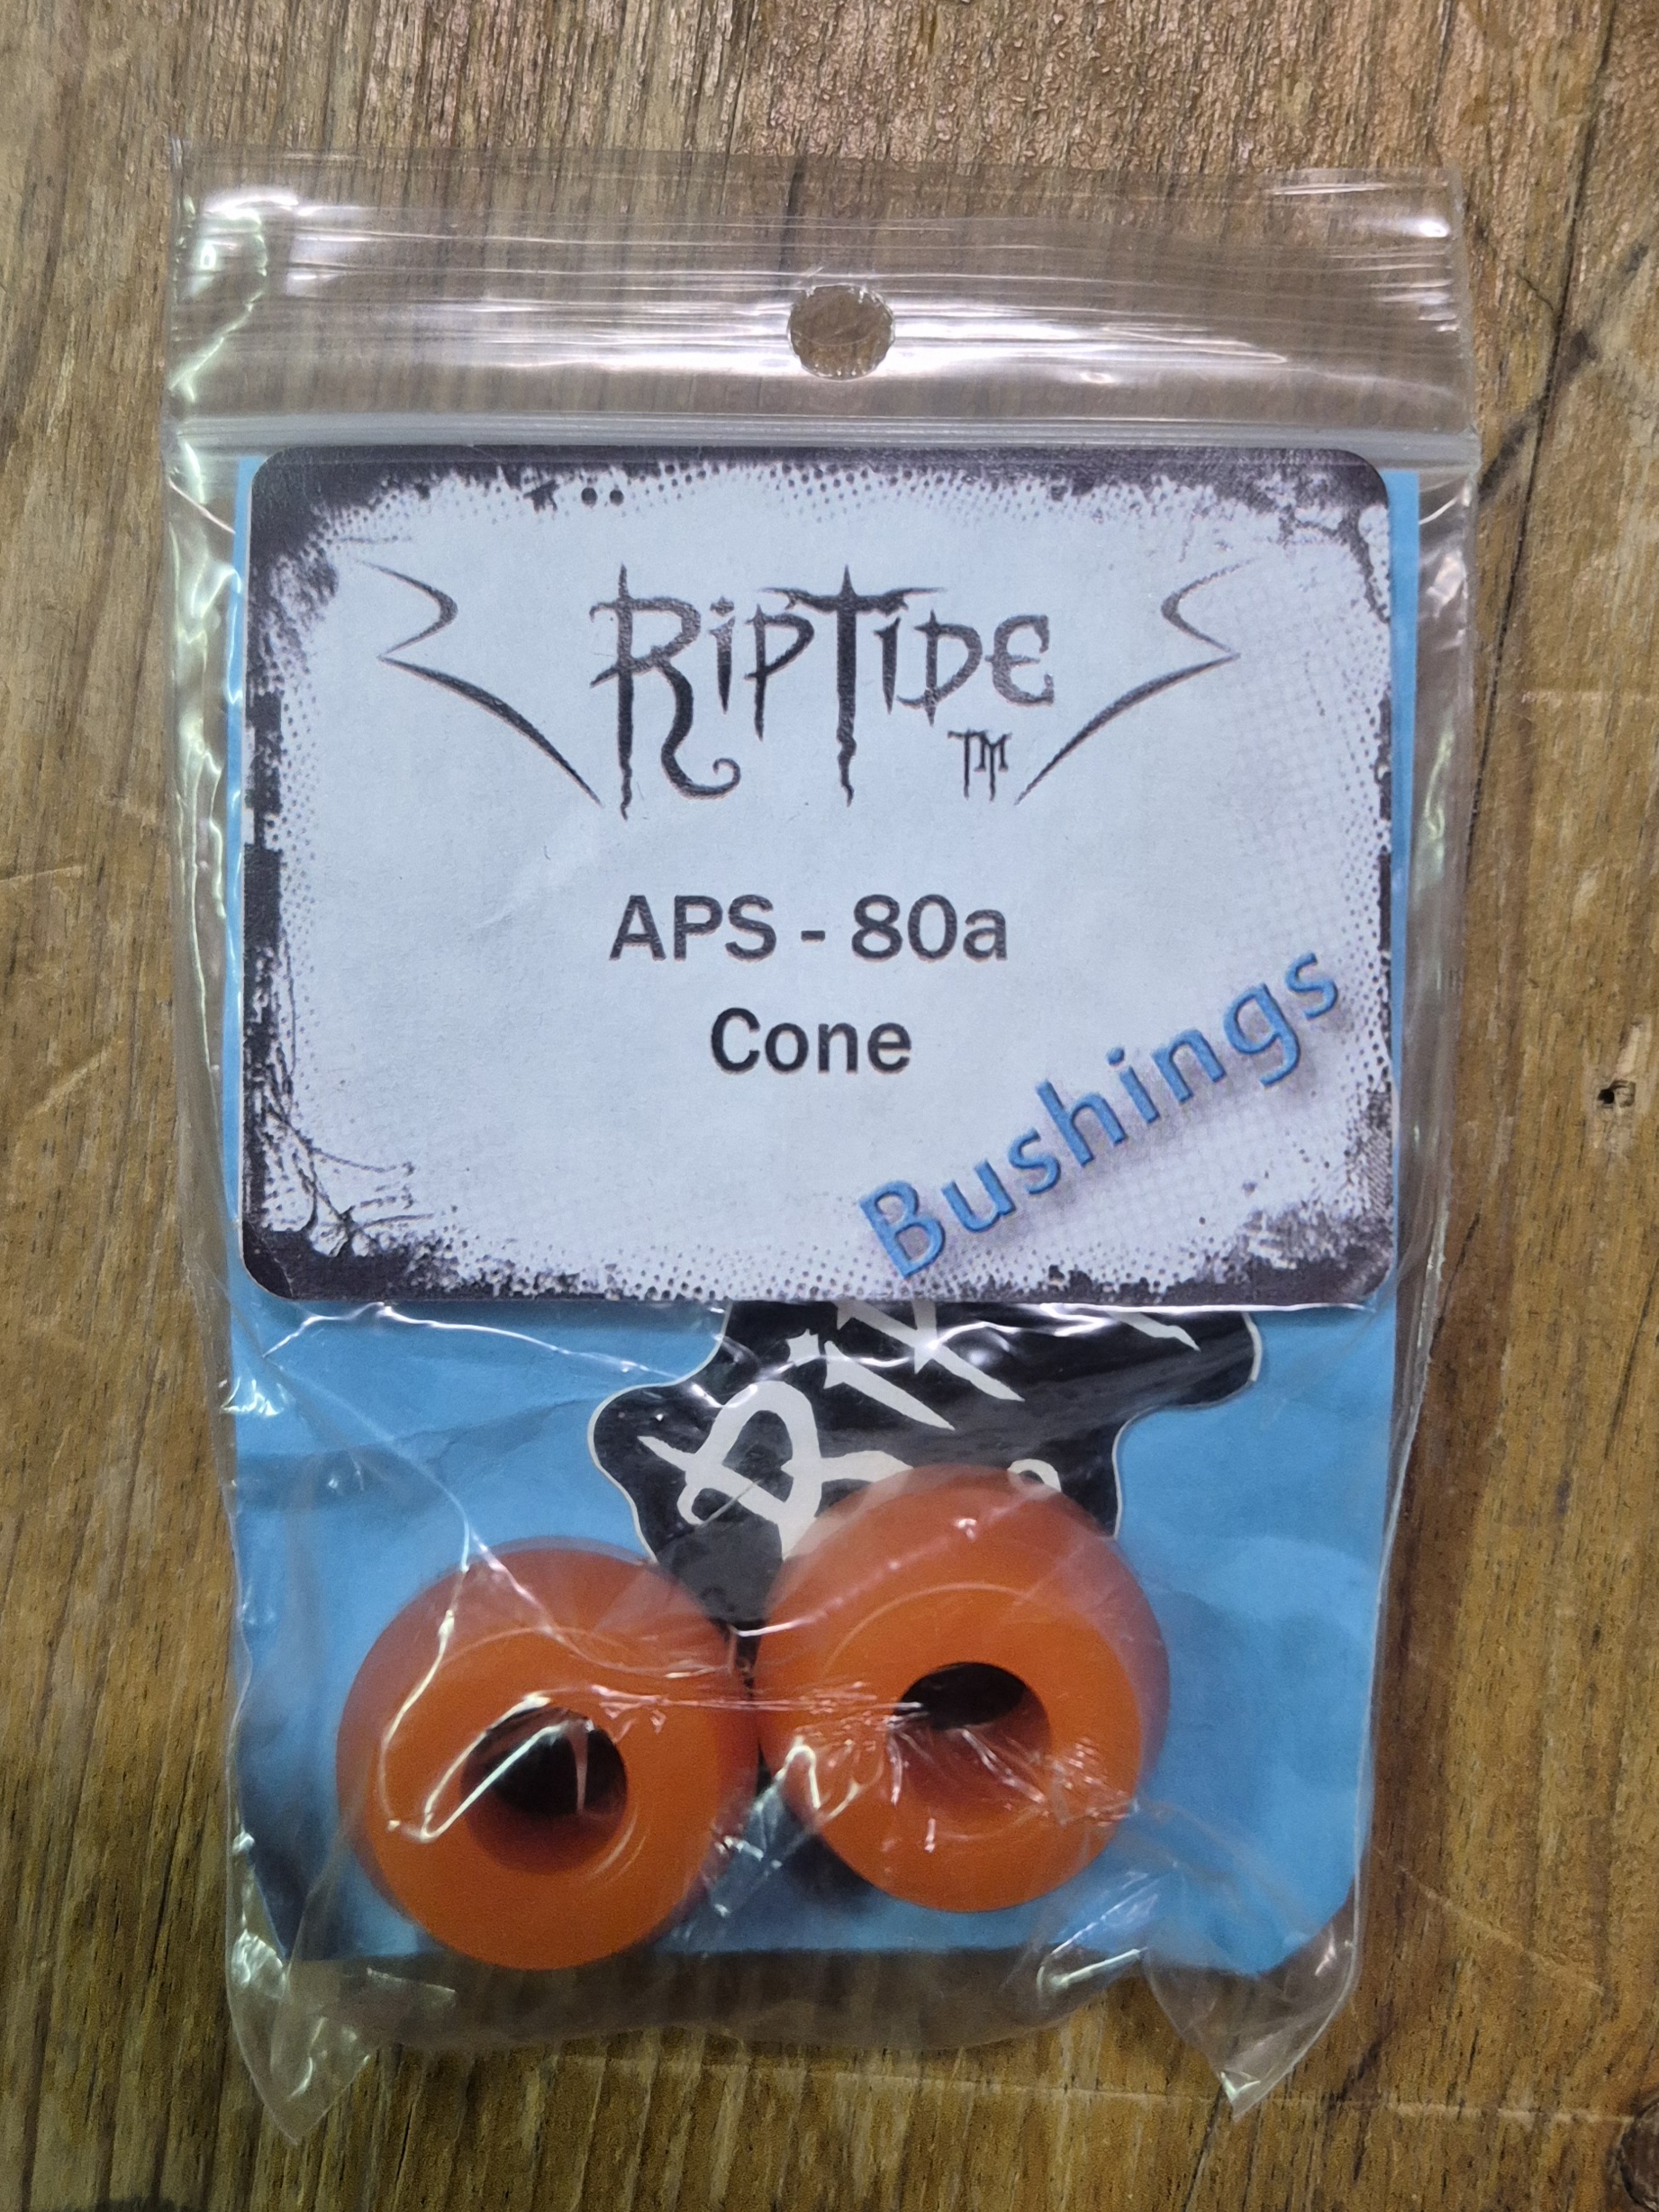 RipTide
TM
APS - 80a
Cone
Bushings